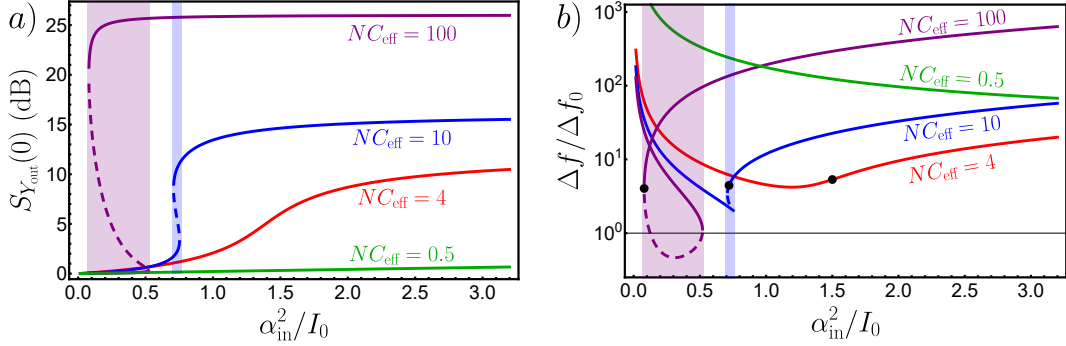 a)
S_{Y_out}(0) (dB)
25
20
15
10
5
0
NC_eff = 100
NC_eff = 10
NC_eff = 4
NC_eff = 0.5
0.0 0.5 1.0 1.5 2.0 2.5 3.0
α_in^2/I_0
b)
Δf/Δf_0
10^3
10^2
10^1
10^0
NC_eff = 100
NC_eff = 0.5
NC_eff = 10
NC_eff = 4
0.0 0.5 1.0 1.5 2.0 2.5 3.0
α_in^2/I_0